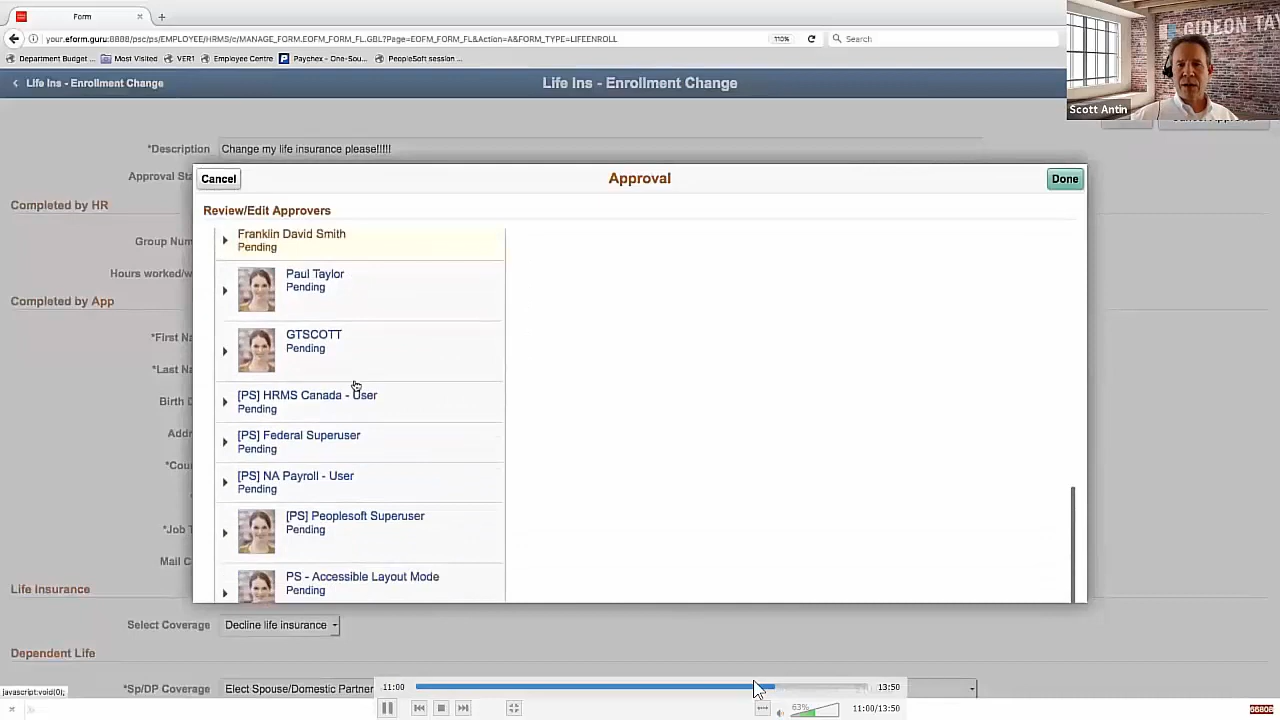 Form
your.eform.guru:8888/psc/ps/EMPLOYEE/HRMS/c/MANAGE_FORM.EOFM_FORM_FL.GBL?Page=EOFM_FORM_FL&Action=A&FORM_TYPE=LIFEENROLL
110%
Search
Department Budget ...
Most Visited
VER1
Employee Centre
Paychex -One-Sou...
PeopleSoft session ...
GIDEON TAY
Scott Antin
Life Ins - Enrollment Change
Life Ins - Enrollment Change
*Description
Change my life insurance please!!!!!
Approval Sta
Completed by HR
Group Num
Hours worked/w
Completed by App
*First Na
*Last Na
Birth D
Addr
*Cou
*Job T
Mail C
Cancel
Approval
Done
Review/Edit Approvers
Franklin David Smith
Pending
Paul Taylor
Pending
GTSCOTT
Pending
[PS] HRMS Canada - User
Pending
[PS] Federal Superuser
Pending
[PS] NA Payroll - User
Pending
[PS] Peoplesoft Superuser
Pending
PS - Accessible Layout Mode
Pending
Life Insurance
Select Coverage
Decline life insurance
Dependent Life
*Sp/DP Coverage
Elect Spouse/Domestic Partner
javascript:void(0);
11:00
13:50
63%
11:00/13:50
66808